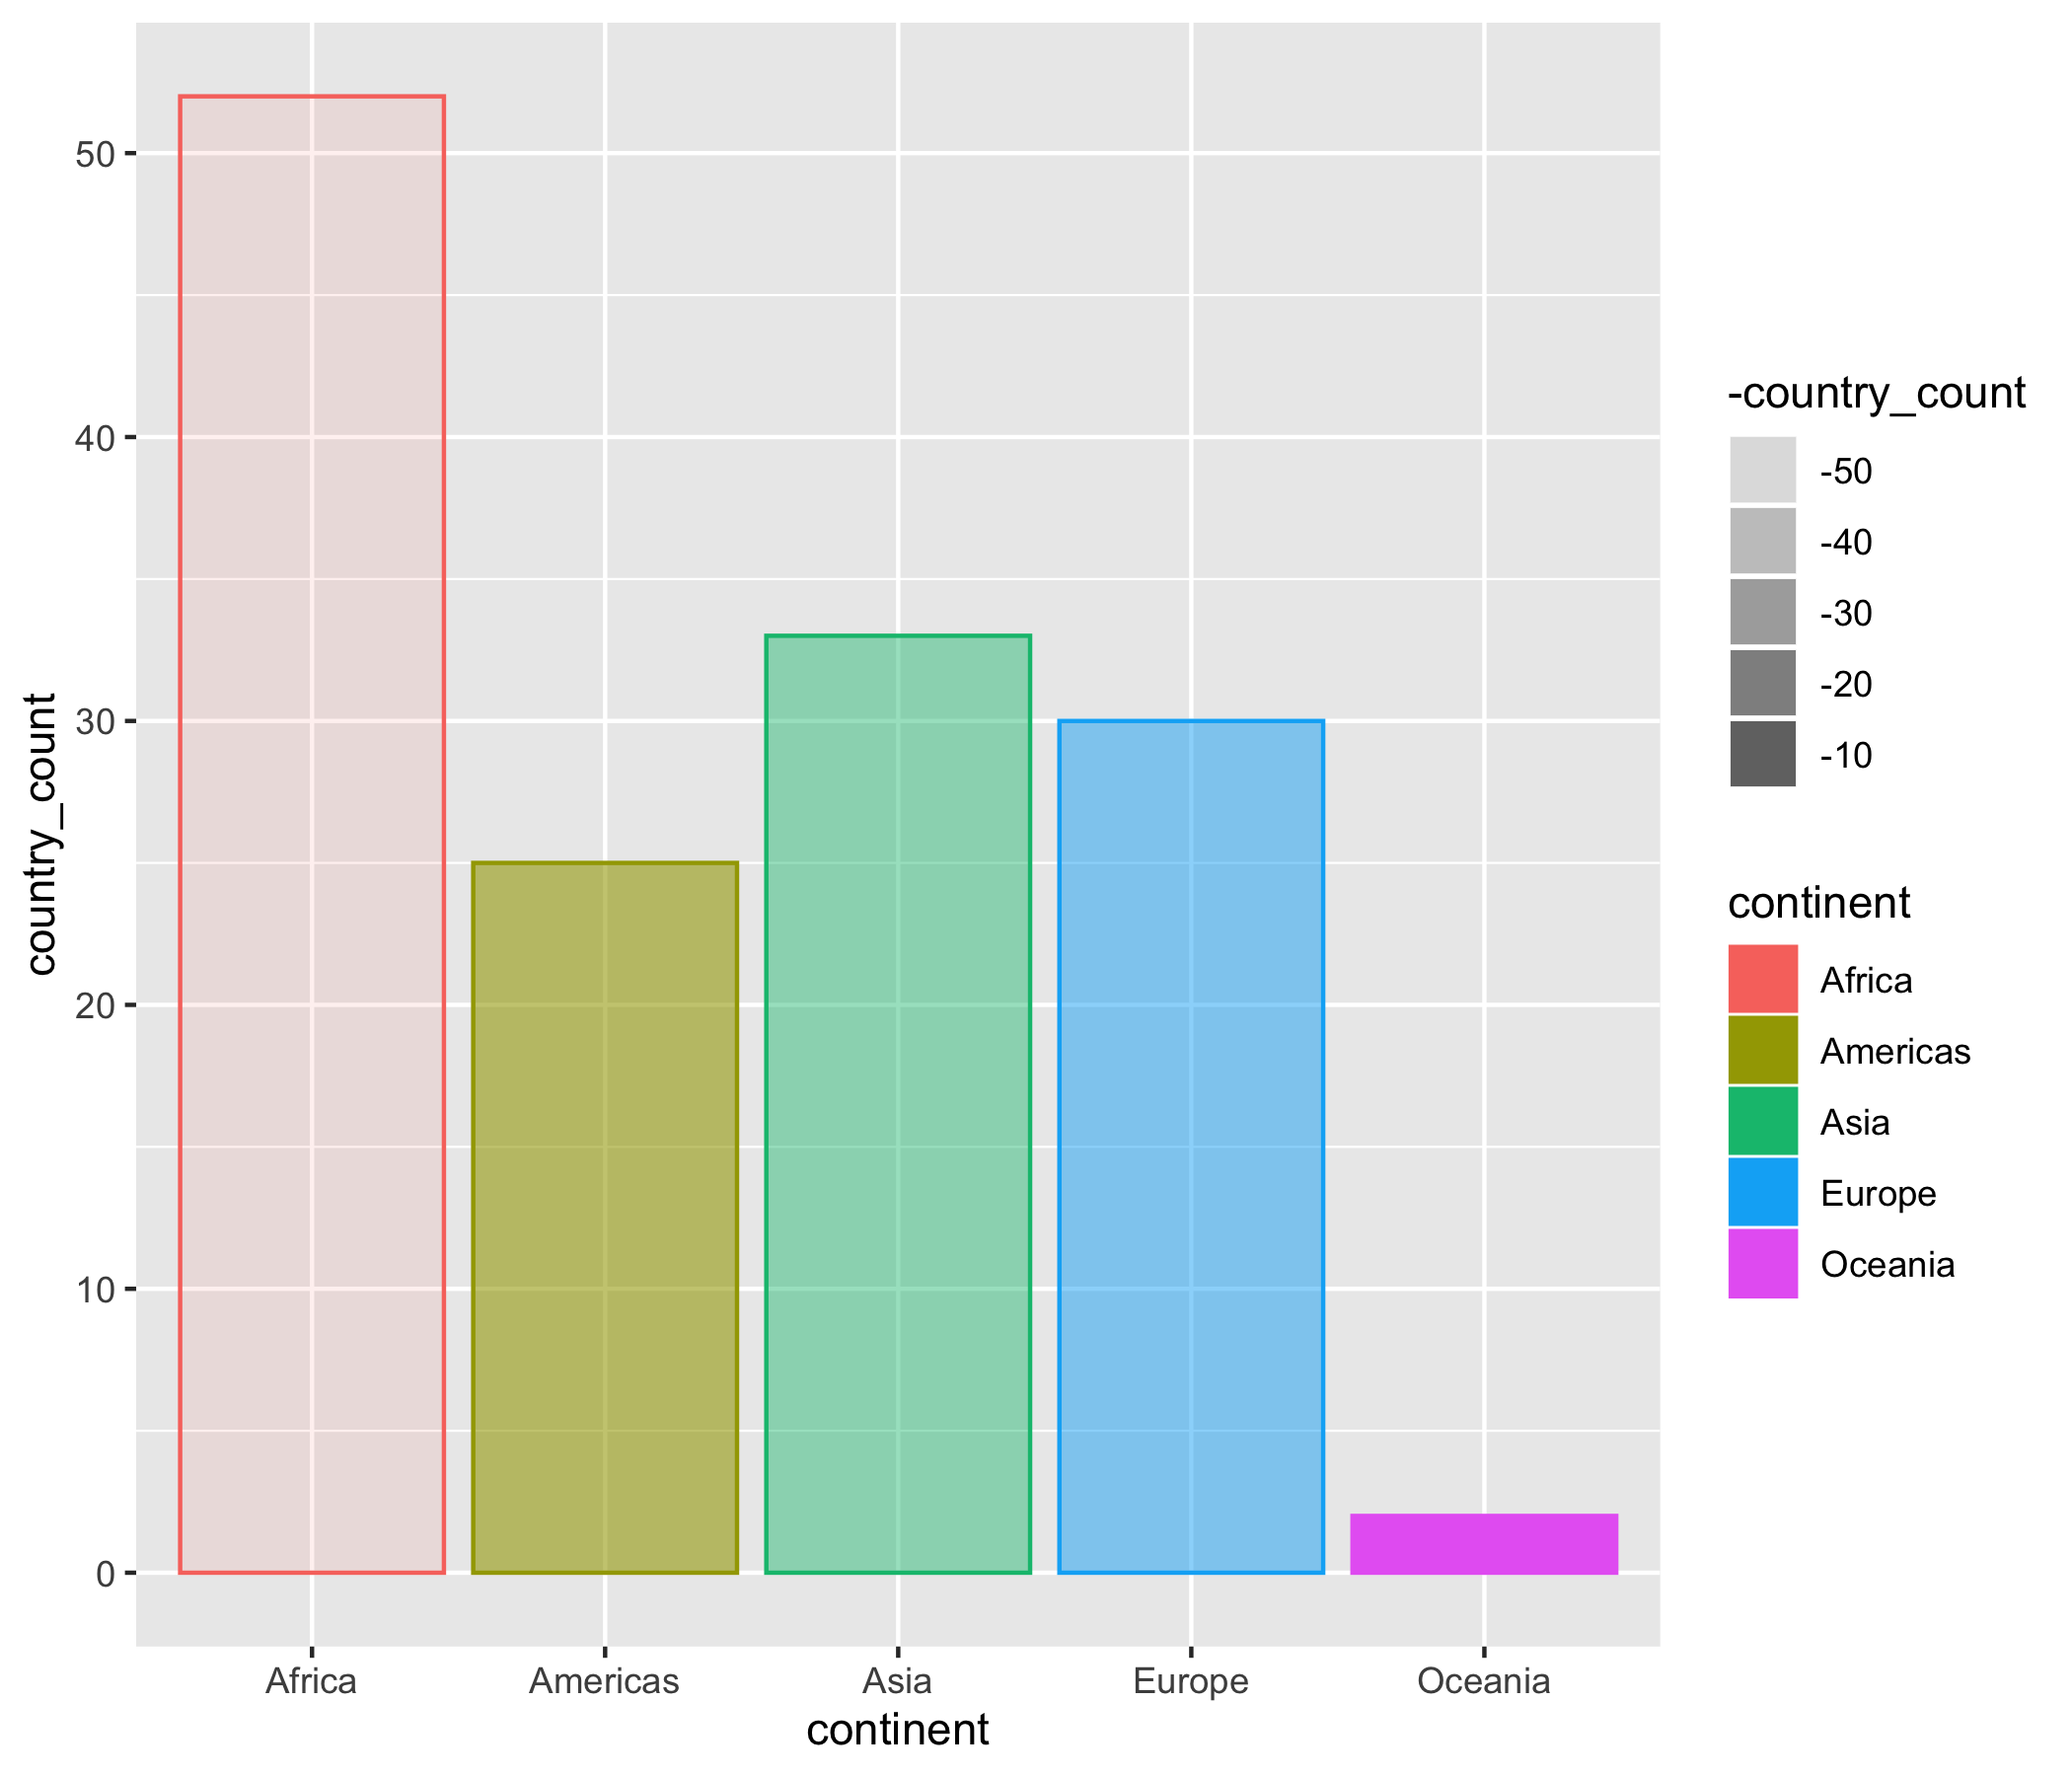 country_count
50
40
30
20
10
0
Africa
Americas
Asia
Europe
Oceania
continent
-country_count
-50
-40
-30
-20
-10
continent
Africa
Americas
Asia
Europe
Oceania